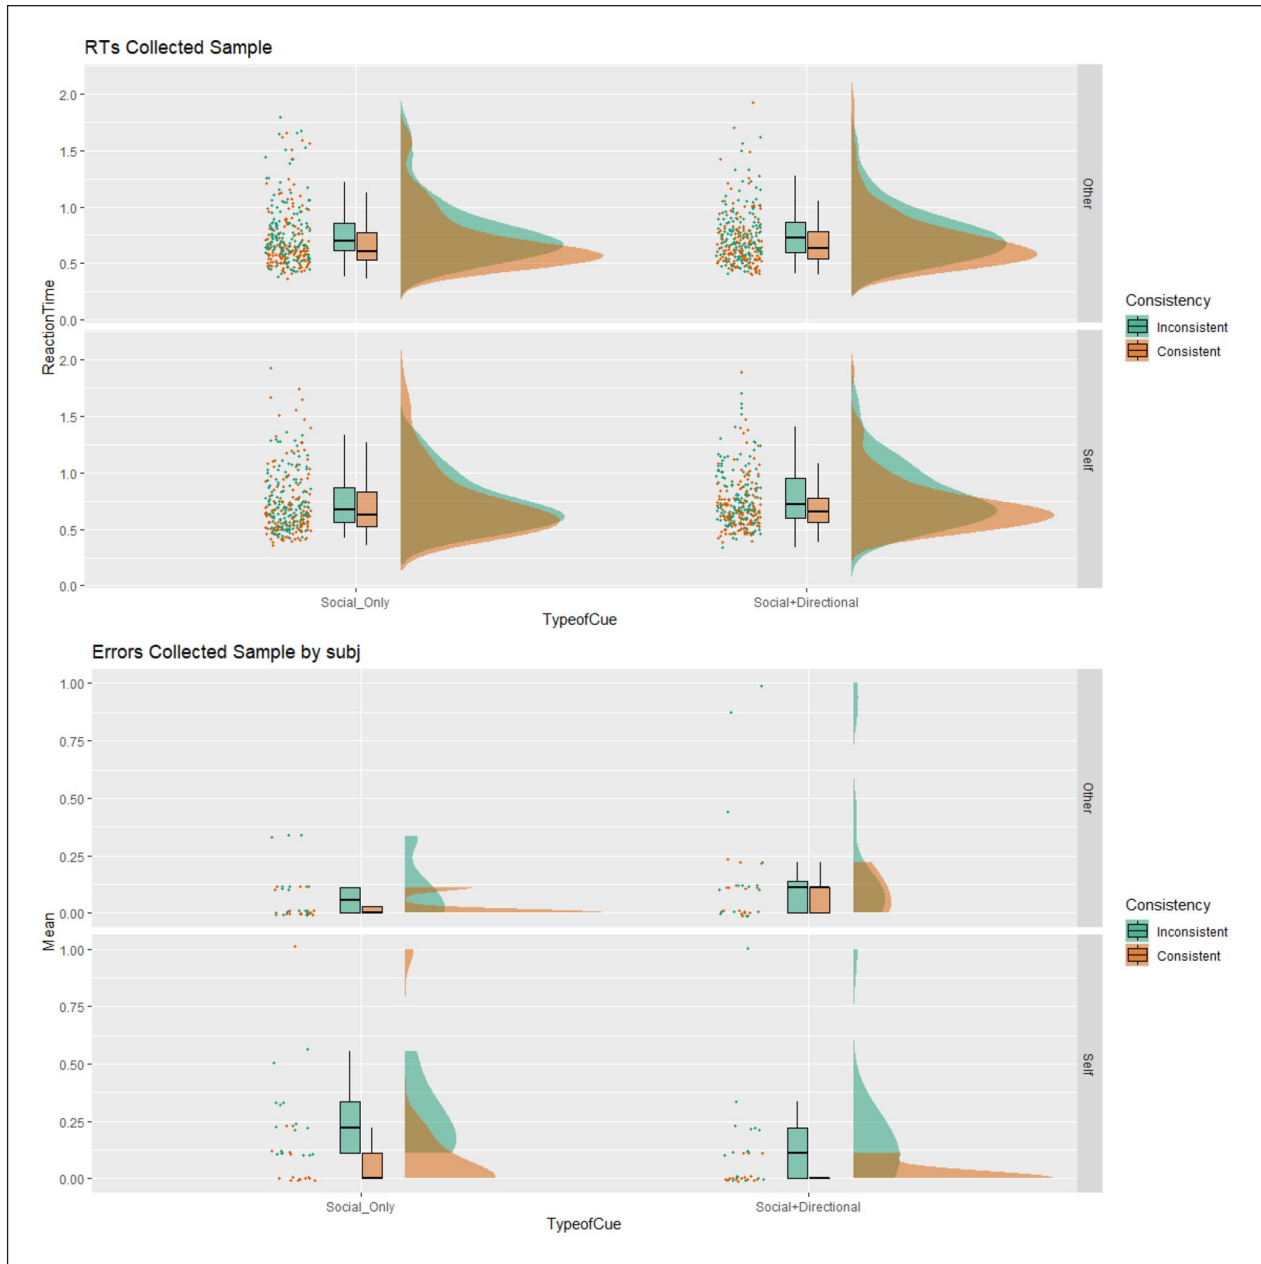 RTs Collected Sample
2.0
1.5
1.0
0.5
0.0
Other
2.0
1.5
1.0
0.5
0.0
Self
ReactionTime
Social_Only
Social+Directional
TypeofCue
Consistency
Inconsistent
Consistent
Errors Collected Sample by subj
1.00
0.75
0.50
0.25
0.00
Other
1.00
0.75
0.50
0.25
0.00
Self
Mean
Social_Only
Social+Directional
TypeofCue
Consistency
Inconsistent
Consistent